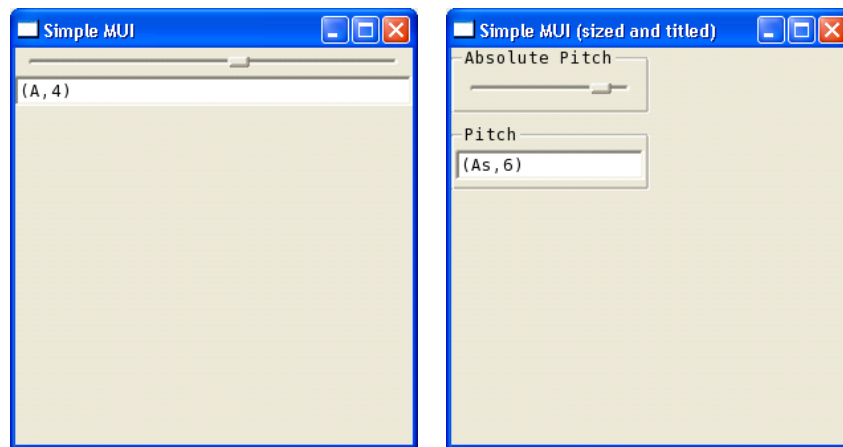 Simple MUI
(A,4)
Simple MUI (sized and titled)
Absolute Pitch
Pitch
(As,6)